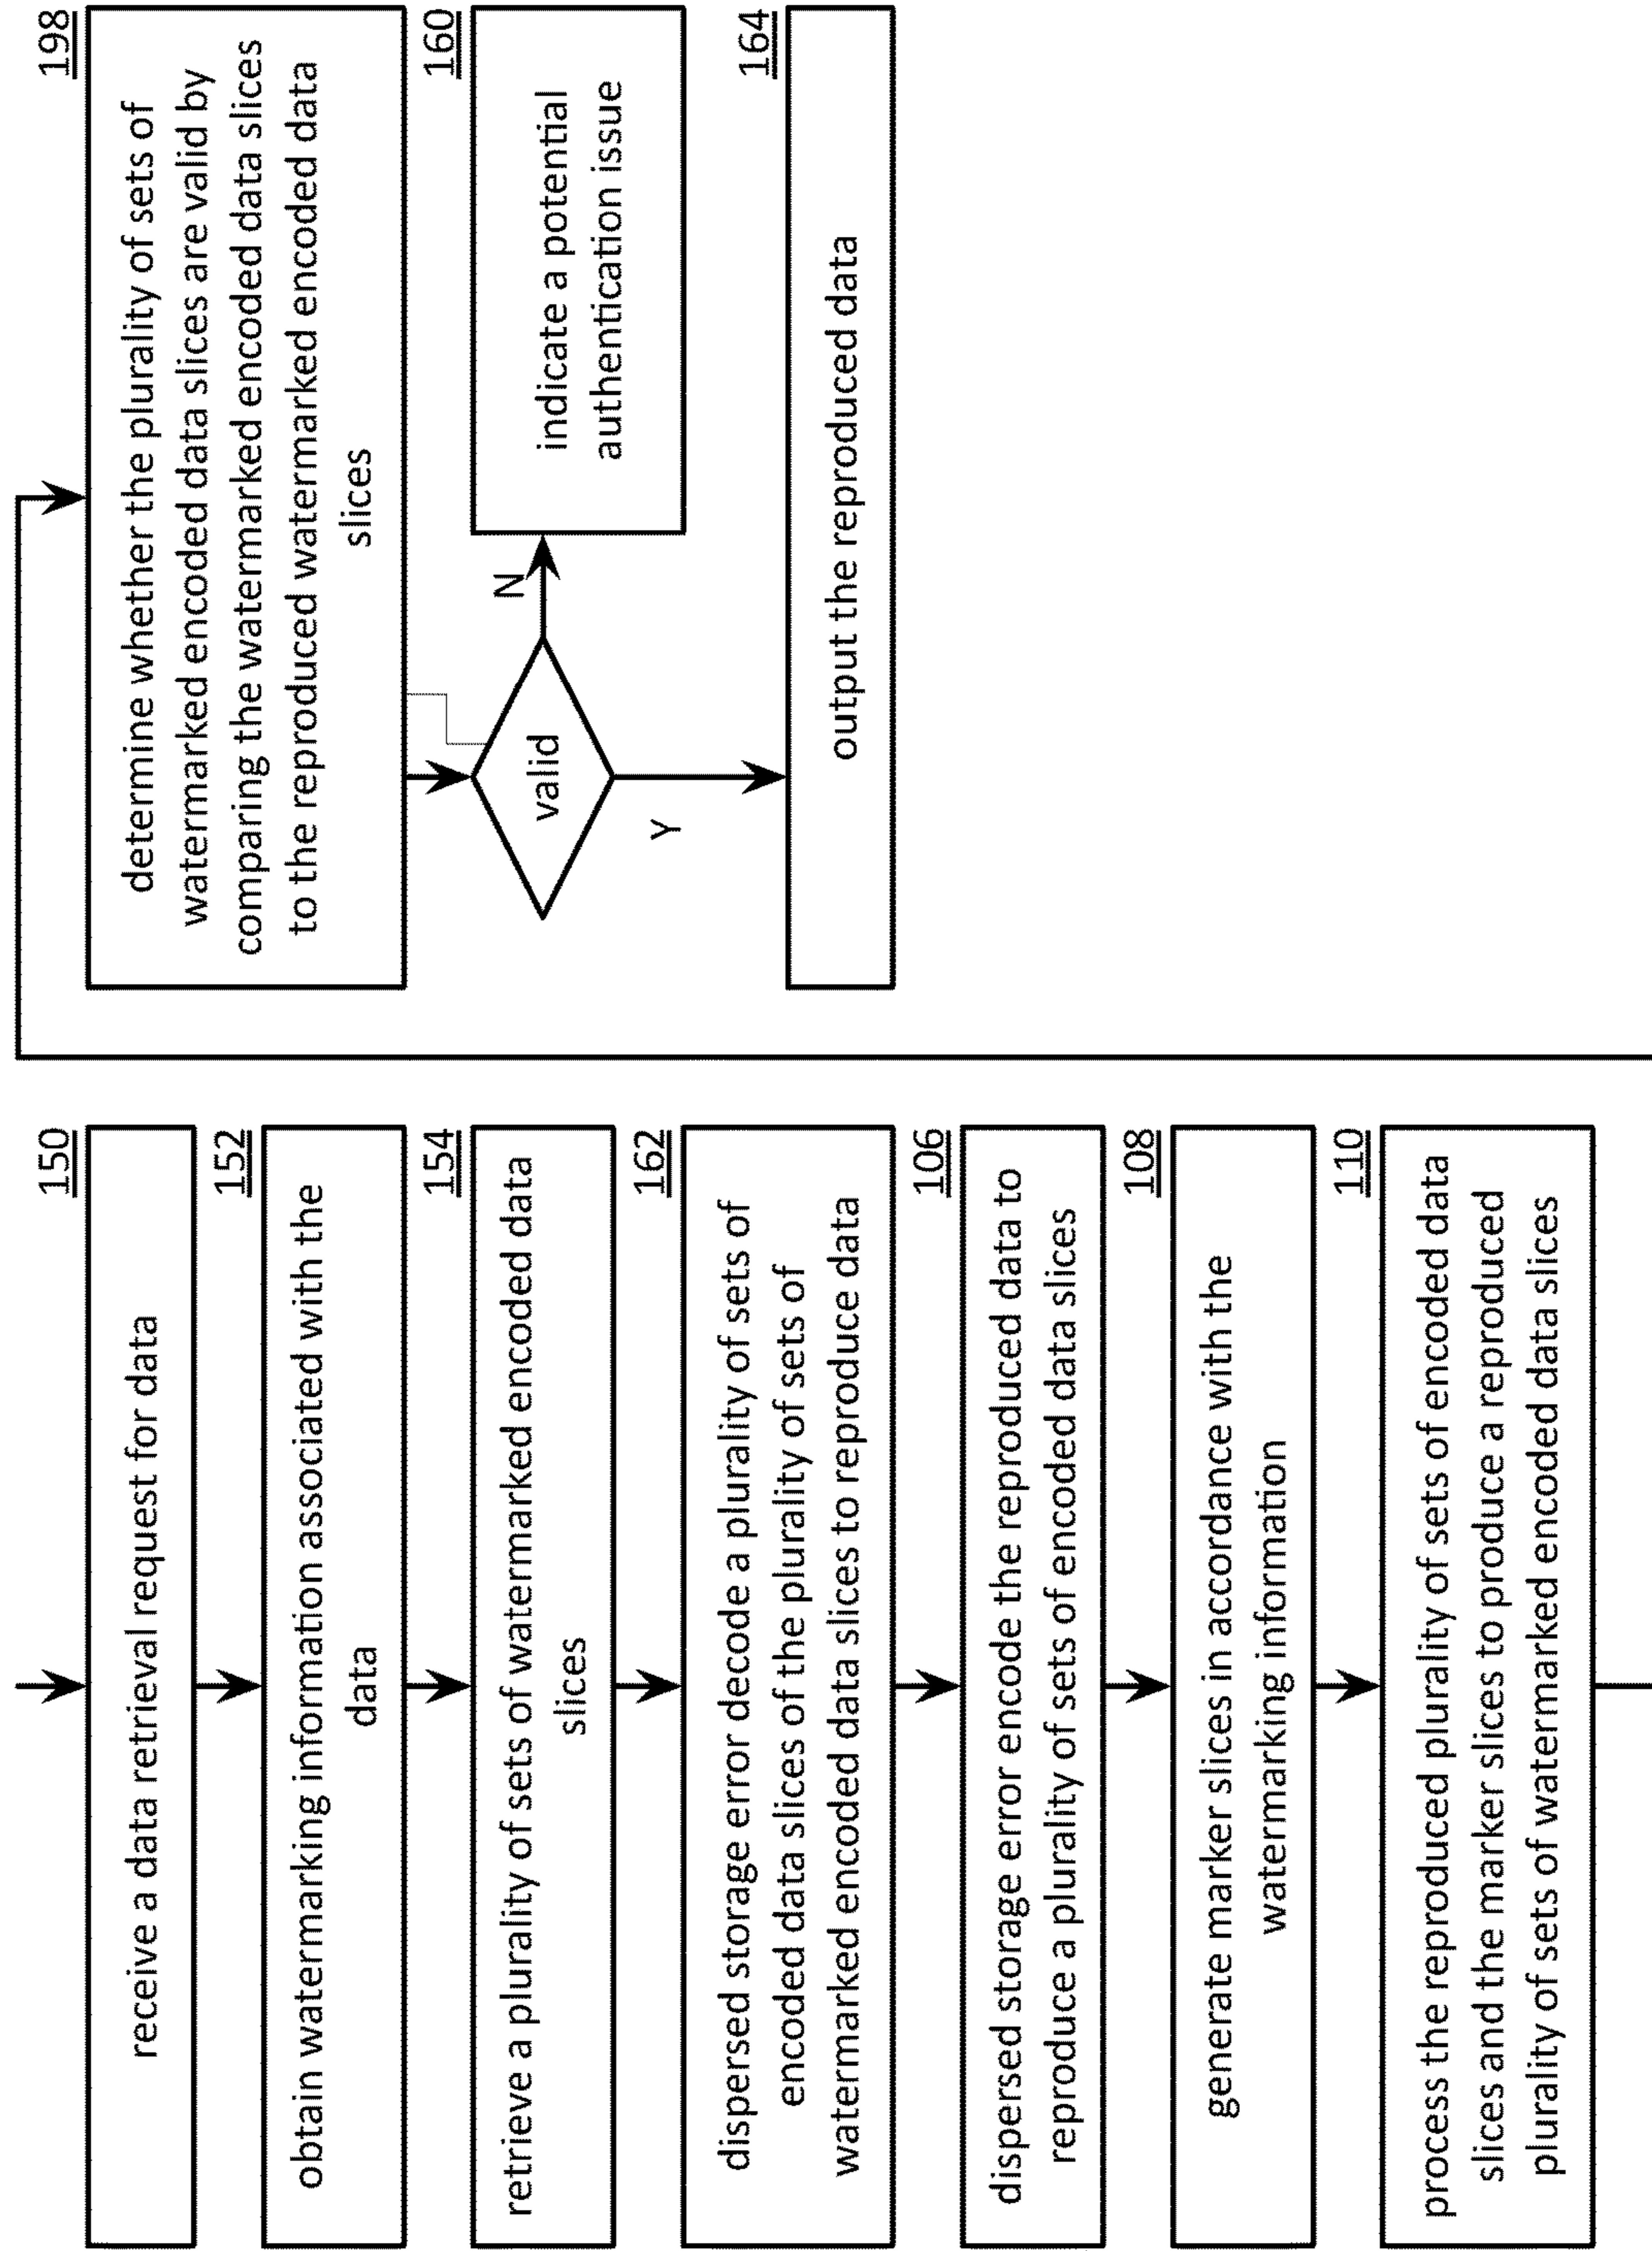 150
receive a data retrieval request for data
152
obtain watermarking information associated with the
data
154
retrieve a plurality of sets of watermarked encoded data
slices
162
dispersed storage error decode a plurality of sets of
encoded data slices of the plurality of sets of
watermarked encoded data slices to reproduce data
106
dispersed storage error encode the reproduced data to
reproduce a plurality of sets of encoded data slices
108
generate marker slices in accordance with the
watermarking information
110
process the reproduced plurality of sets of encoded data
slices and the marker slices to produce a reproduced
plurality of sets of watermarked encoded data slices
198
determine whether the plurality of sets of
watermarked encoded data slices are valid by
comparing the watermarked encoded data slices
to the reproduced watermarked encoded data
slices
valid
N
160
indicate a potential
authentication issue
Y
164
output the reproduced data